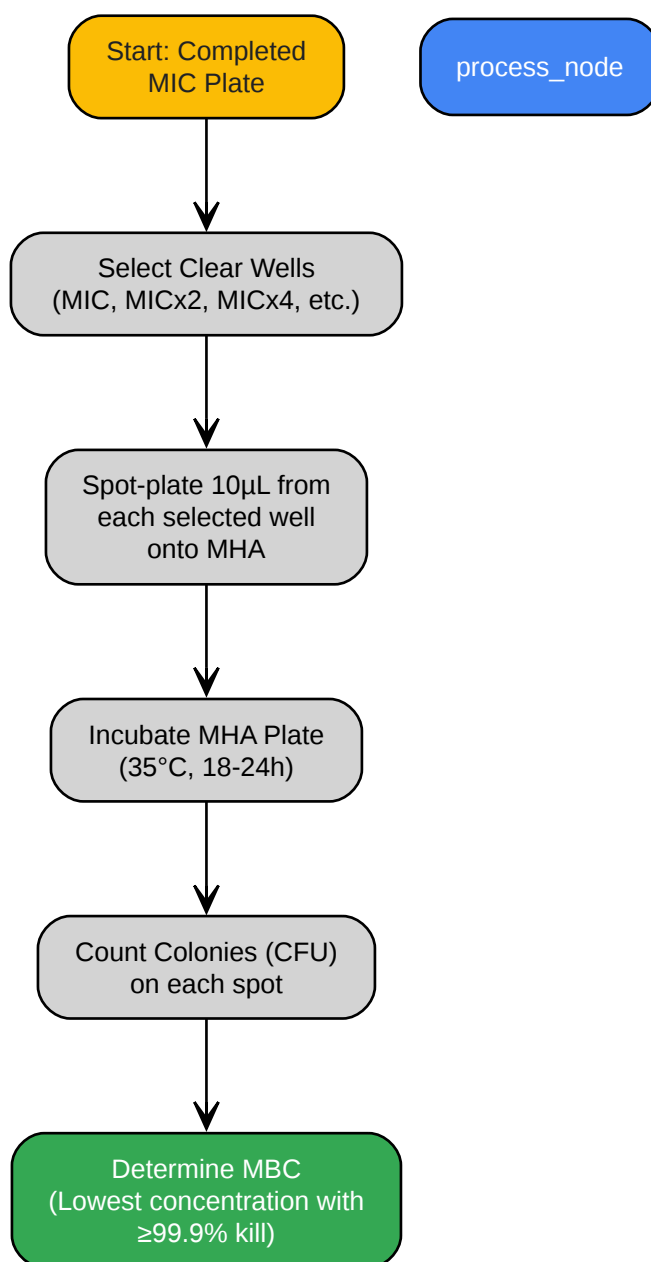 Start: Completed
MIC Plate
process_node
Select Clear Wells
(MIC, MICx2, MICx4, etc.)
Spot-plate 10µL from
each selected well
onto MHA
Incubate MHA Plate
(35°C, 18-24h)
Count Colonies (CFU)
on each spot
Determine MBC
(Lowest concentration with
≥99.9% kill)